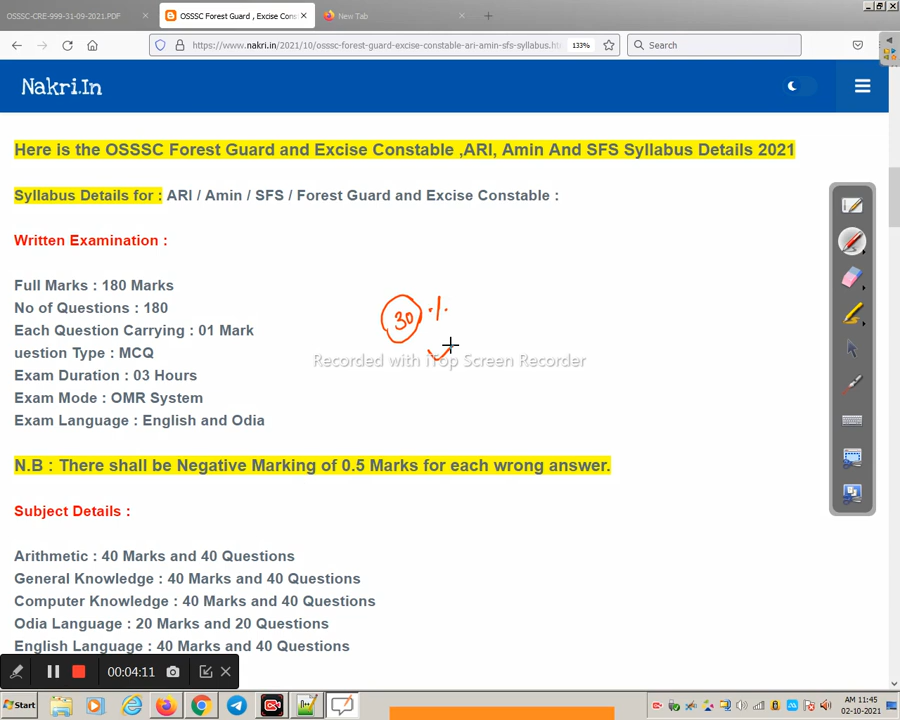 OSSSC-CRE-999-31-09-2021.PDF
OSSSC Forest Guard , Excise Cons
New Tab
https://www.nakri.in/2021/10/osssc-forest-guard-excise-constable-ari-amin-sfs-syllabus.ht
133%
Search
Nakri.In
Here is the OSSSC Forest Guard and Excise Constable ,ARI, Amin And SFS Syllabus Details 2021
Syllabus Details for : ARI / Amin / SFS / Forest Guard and Excise Constable :
Written Examination :
Full Marks : 180 Marks
No of Questions : 180
30 %
Each Question Carrying : 01 Mark
uestion Type : MCQ
Recorded with iTop Screen Recorder
Exam Duration : 03 Hours
Exam Mode : OMR System
Exam Language : English and Odia
N.B : There shall be Negative Marking of 0.5 Marks for each wrong answer.
Subject Details :
Arithmetic : 40 Marks and 40 Questions
General Knowledge : 40 Marks and 40 Questions
Computer Knowledge : 40 Marks and 40 Questions
Odia Language : 20 Marks and 20 Questions
English Language : 40 Marks and 40 Questions
00:04:11
Start
AM 11:45
02-10-2021